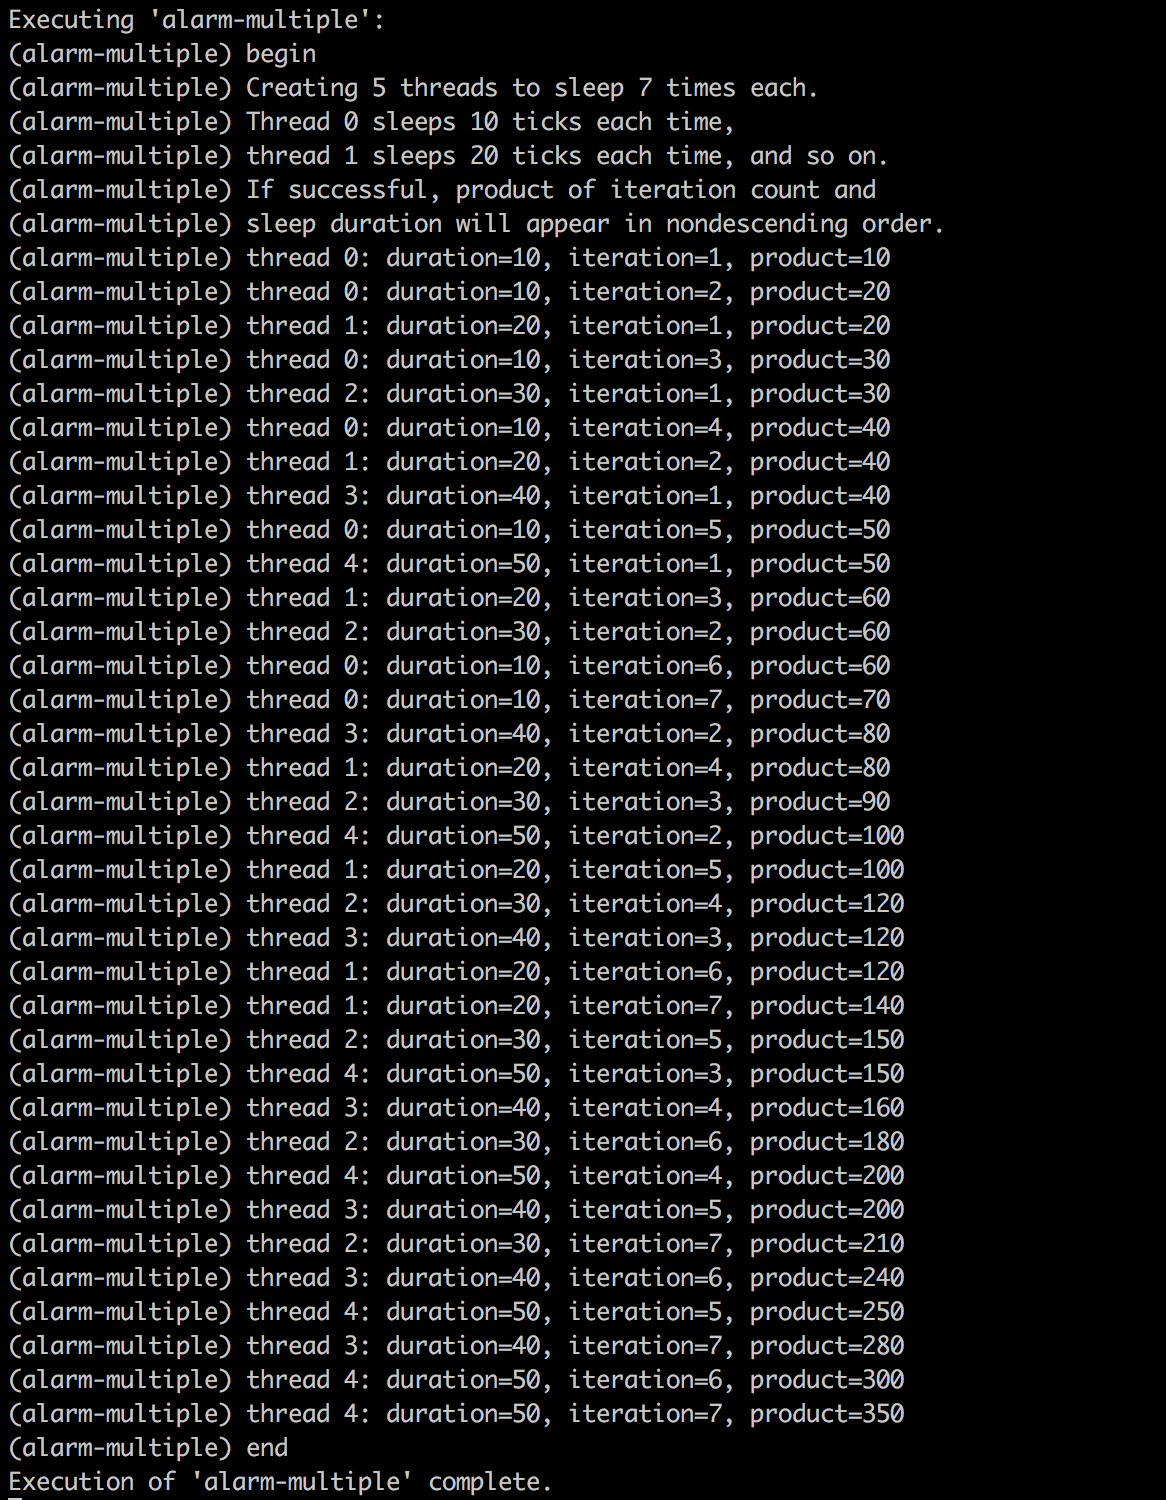 Executing 'alarm-multiple':
(alarm-multiple) begin
(alarm-multiple) Creating 5 threads to sleep 7 times each.
(alarm-multiple) Thread 0 sleeps 10 ticks each time,
(alarm-multiple) thread 1 sleeps 20 ticks each time, and so on.
(alarm-multiple) If successful, product of iteration count and
(alarm-multiple) sleep duration will appear in nondescending order.
(alarm-multiple) thread 0: duration=10, iteration=1, product=10
(alarm-multiple) thread 0: duration=10, iteration=2, product=20
(alarm-multiple) thread 1: duration=20, iteration=1, product=20
(alarm-multiple) thread 0: duration=10, iteration=3, product=30
(alarm-multiple) thread 2: duration=30, iteration=1, product=30
(alarm-multiple) thread 0: duration=10, iteration=4, product=40
(alarm-multiple) thread 1: duration=20, iteration=2, product=40
(alarm-multiple) thread 3: duration=40, iteration=1, product=40
(alarm-multiple) thread 0: duration=10, iteration=5, product=50
(alarm-multiple) thread 4: duration=50, iteration=1, product=50
(alarm-multiple) thread 1: duration=20, iteration=3, product=60
(alarm-multiple) thread 2: duration=30, iteration=2, product=60
(alarm-multiple) thread 0: duration=10, iteration=6, product=60
(alarm-multiple) thread 0: duration=10, iteration=7, product=70
(alarm-multiple) thread 3: duration=40, iteration=2, product=80
(alarm-multiple) thread 1: duration=20, iteration=4, product=80
(alarm-multiple) thread 2: duration=30, iteration=3, product=90
(alarm-multiple) thread 4: duration=50, iteration=2, product=100
(alarm-multiple) thread 1: duration=20, iteration=5, product=100
(alarm-multiple) thread 2: duration=30, iteration=4, product=120
(alarm-multiple) thread 3: duration=40, iteration=3, product=120
(alarm-multiple) thread 1: duration=20, iteration=6, product=120
(alarm-multiple) thread 1: duration=20, iteration=7, product=140
(alarm-multiple) thread 2: duration=30, iteration=5, product=150
(alarm-multiple) thread 4: duration=50, iteration=3, product=150
(alarm-multiple) thread 3: duration=40, iteration=4, product=160
(alarm-multiple) thread 2: duration=30, iteration=6, product=180
(alarm-multiple) thread 4: duration=50, iteration=4, product=200
(alarm-multiple) thread 3: duration=40, iteration=5, product=200
(alarm-multiple) thread 2: duration=30, iteration=7, product=210
(alarm-multiple) thread 3: duration=40, iteration=6, product=240
(alarm-multiple) thread 4: duration=50, iteration=5, product=250
(alarm-multiple) thread 3: duration=40, iteration=7, product=280
(alarm-multiple) thread 4: duration=50, iteration=6, product=300
(alarm-multiple) thread 4: duration=50, iteration=7, product=350
(alarm-multiple) end
Execution of 'alarm-multiple' complete.